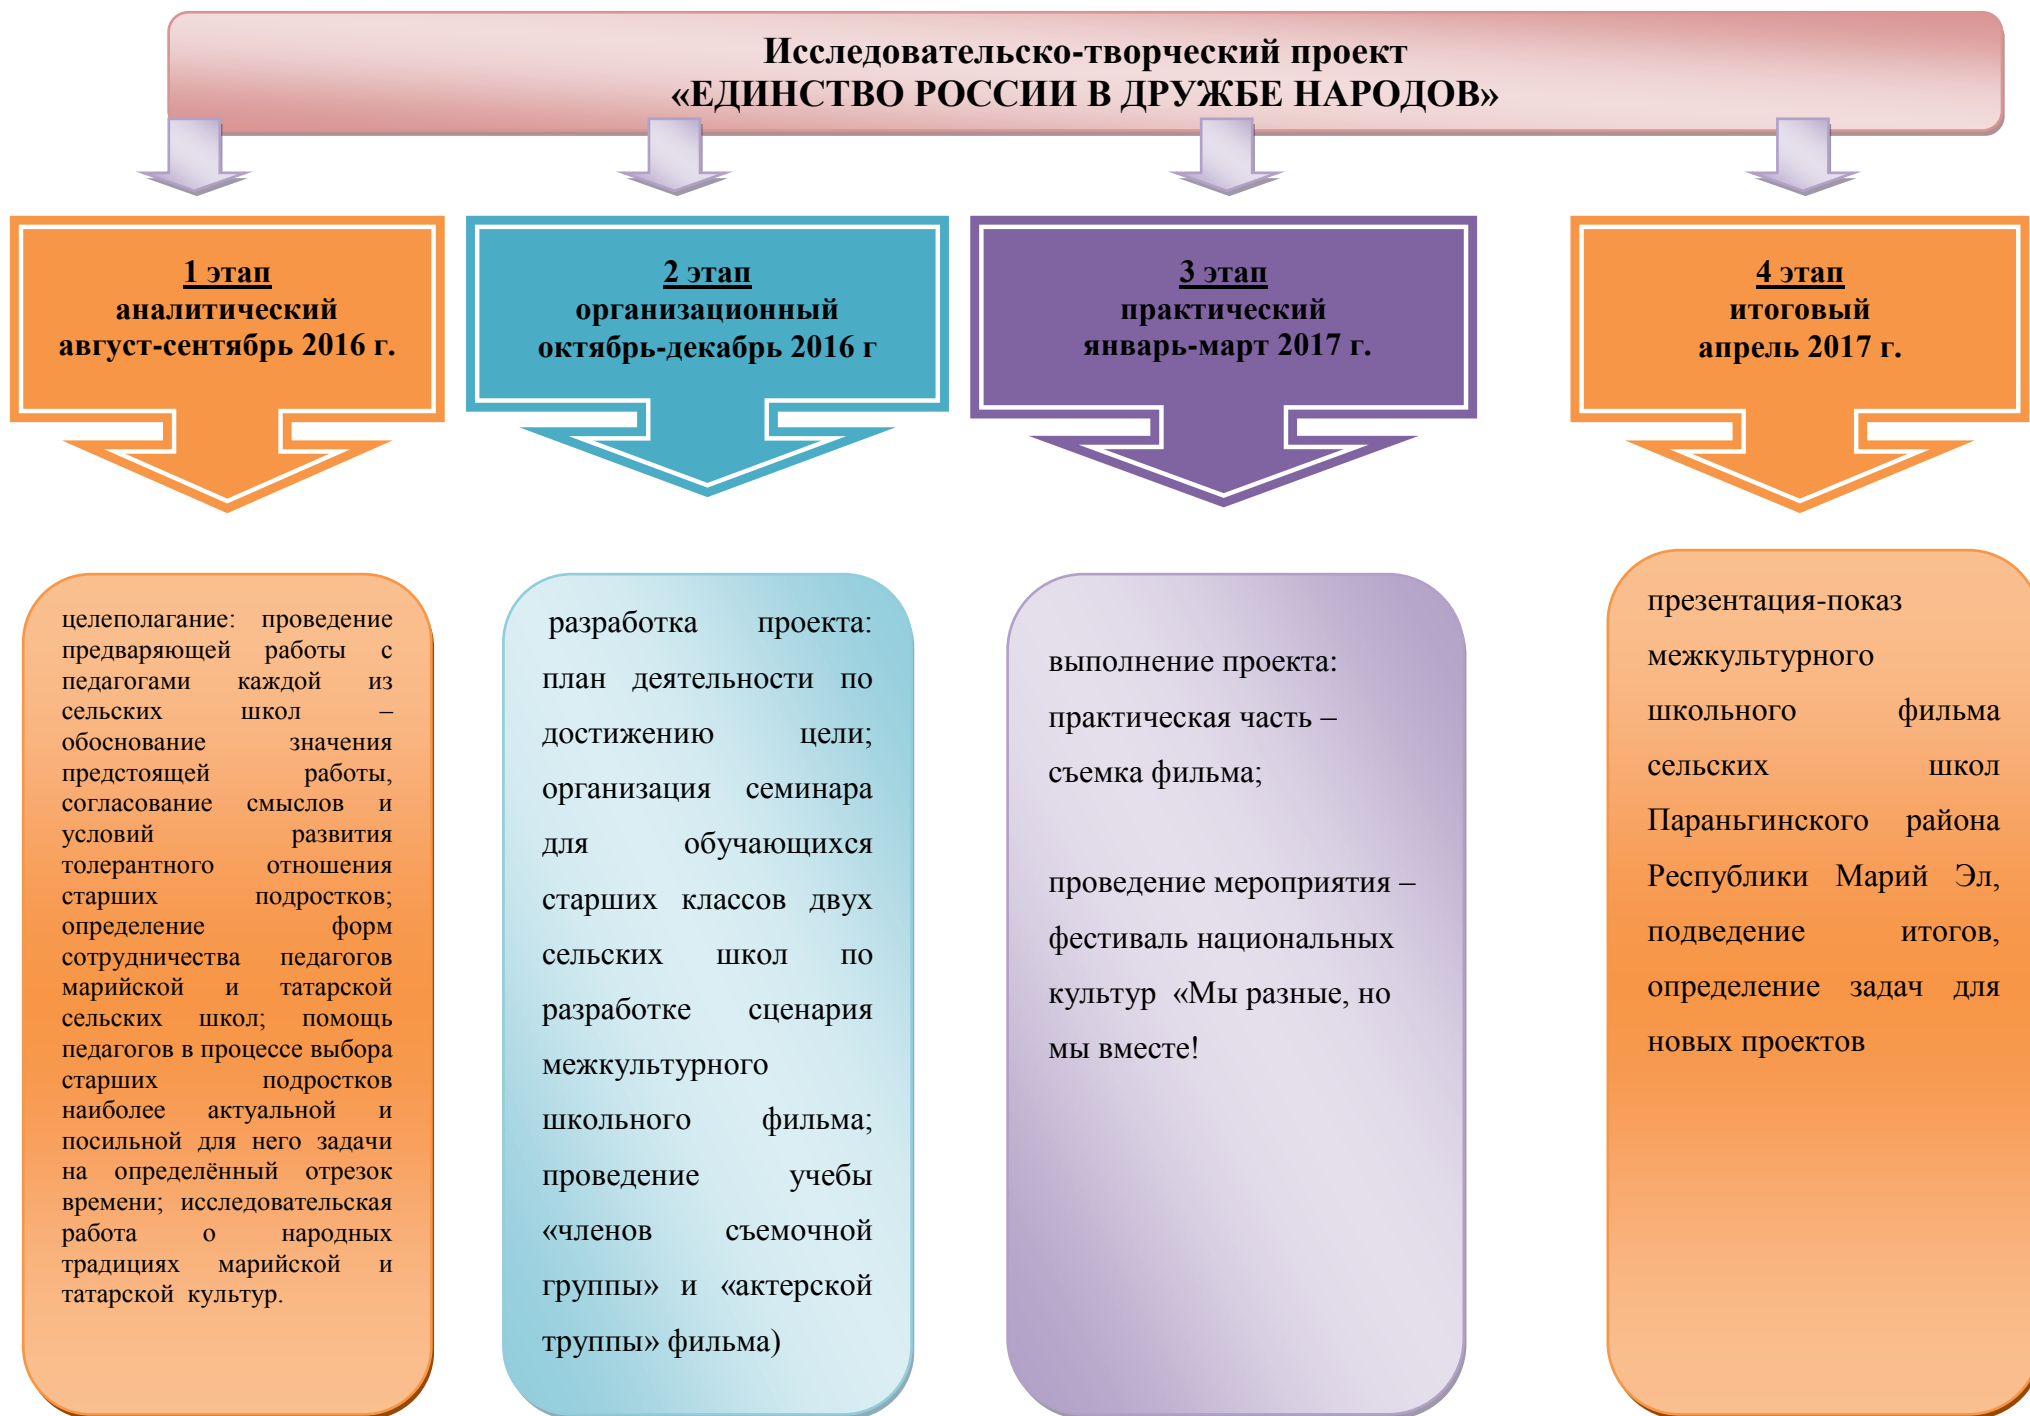 Исследовательско-творческий проект
«ЕДИНСТВО РОССИИ В ДРУЖБЕ НАРОДОВ»
1 этап
аналитический
август-сентябрь 2016 г.
2 этап
организационный
октябрь-декабрь 2016 г
3 этап
практический
январь-март 2017 г.
4 этап
итоговый
апрель 2017 г.
целеполагание: проведение
предваряющей работы с
педагогами каждой из
сельских школ –
обоснование значения
предстоящей работы,
согласование смыслов и
условий развития
толерантного отношения
старших подростков;
определение форм
сотрудничества педагогов
марийской и татарской
сельских школ; помощь
педагогов в процессе выбора
старших подростков
наиболее актуальной и
посильной для него задачи
на определённый отрезок
времени; исследовательская
работа о народных
традициях марийской и
татарской культур.
разработка проекта:
план деятельности по
достижению цели;
организация семинара
для обучающихся
старших классов двух
сельских школ по
разработке сценария
межкультурного
школьного фильма;
проведение учебы
«членов съемочной
группы» и «актерской
труппы» фильма)
выполнение проекта:
практическая часть –
съемка фильма;
проведение мероприятия –
фестиваль национальных
культур «Мы разные, но
мы вместе!
презентация-показ
межкультурного
школьного фильма
сельских школ
Параньгинского района
Республики Марий Эл,
подведение итогов,
определение задач для
новых проектов